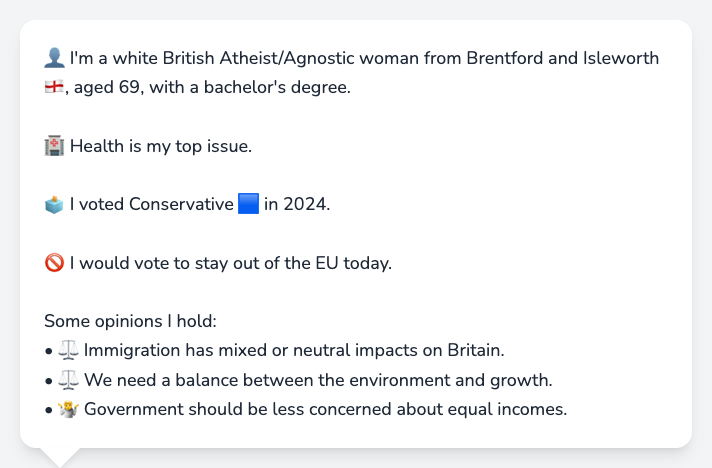 👤 I'm a white British Atheist/Agnostic woman from Brentford and Isleworth
🏴󠁧󠁢󠁥󠁮󠁧󠁿, aged 69, with a bachelor's degree.
🏥 Health is my top issue.
🗳️ I voted Conservative 🟦 in 2024.
🚫 I would vote to stay out of the EU today.
Some opinions I hold:
• ⚖️ Immigration has mixed or neutral impacts on Britain.
• ⚖️ We need a balance between the environment and growth.
• 🤷 Government should be less concerned about equal incomes.